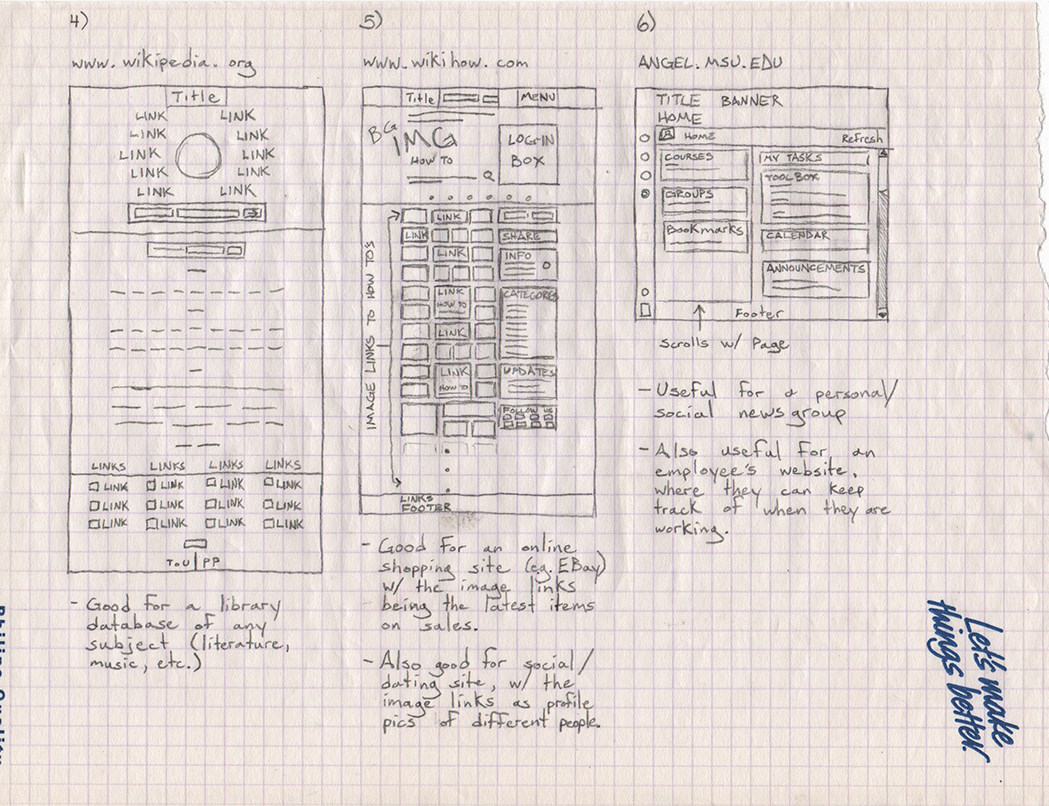 4)
www.wikipedia.org
Title
LINK LINK
LINK LINK
LINK LINK
LINK LINK
LINK LINK
LINKS LINKS LINKS LINKS
LINK LINK LINK LINK
LINK LINK LINK LINK
LINK LINK LINK LINK
TOU PP
- Good for a library
database of any
subject (literature,
music, etc.)
5)
www.wikihow.com
Title MENU
BG IMG
HOW TO
LOG-IN
BOX
IMAGE LINKS TO HOW TO'S
LINK
LINK
LINK
LINK
HOW TO
LINK
LINK
HOW TO
SHARE
INFO
CATEGORIES
UPDATES
FOLLOW US
LINKS
FOOTER
- Good for an online
shopping site (e.g. EBay)
w/ the image links
being the latest items
on sales.
- Also good for social/
dating site, w/ the
image links as profile
pics of different people.
6)
ANGEL.MSU.EDU
TITLE BANNER
HOME
HOME Refresh
COURSES
GROUPS
Bookmarks
MY TASKS
TOOLBOX
CALENDAR
ANNOUNCEMENTS
Footer
Scrolls w/ Page
- Useful for a personal/
social news group
- Also useful for an
employee's website,
where they can keep
track of when they are
working.
Let's make
things better.